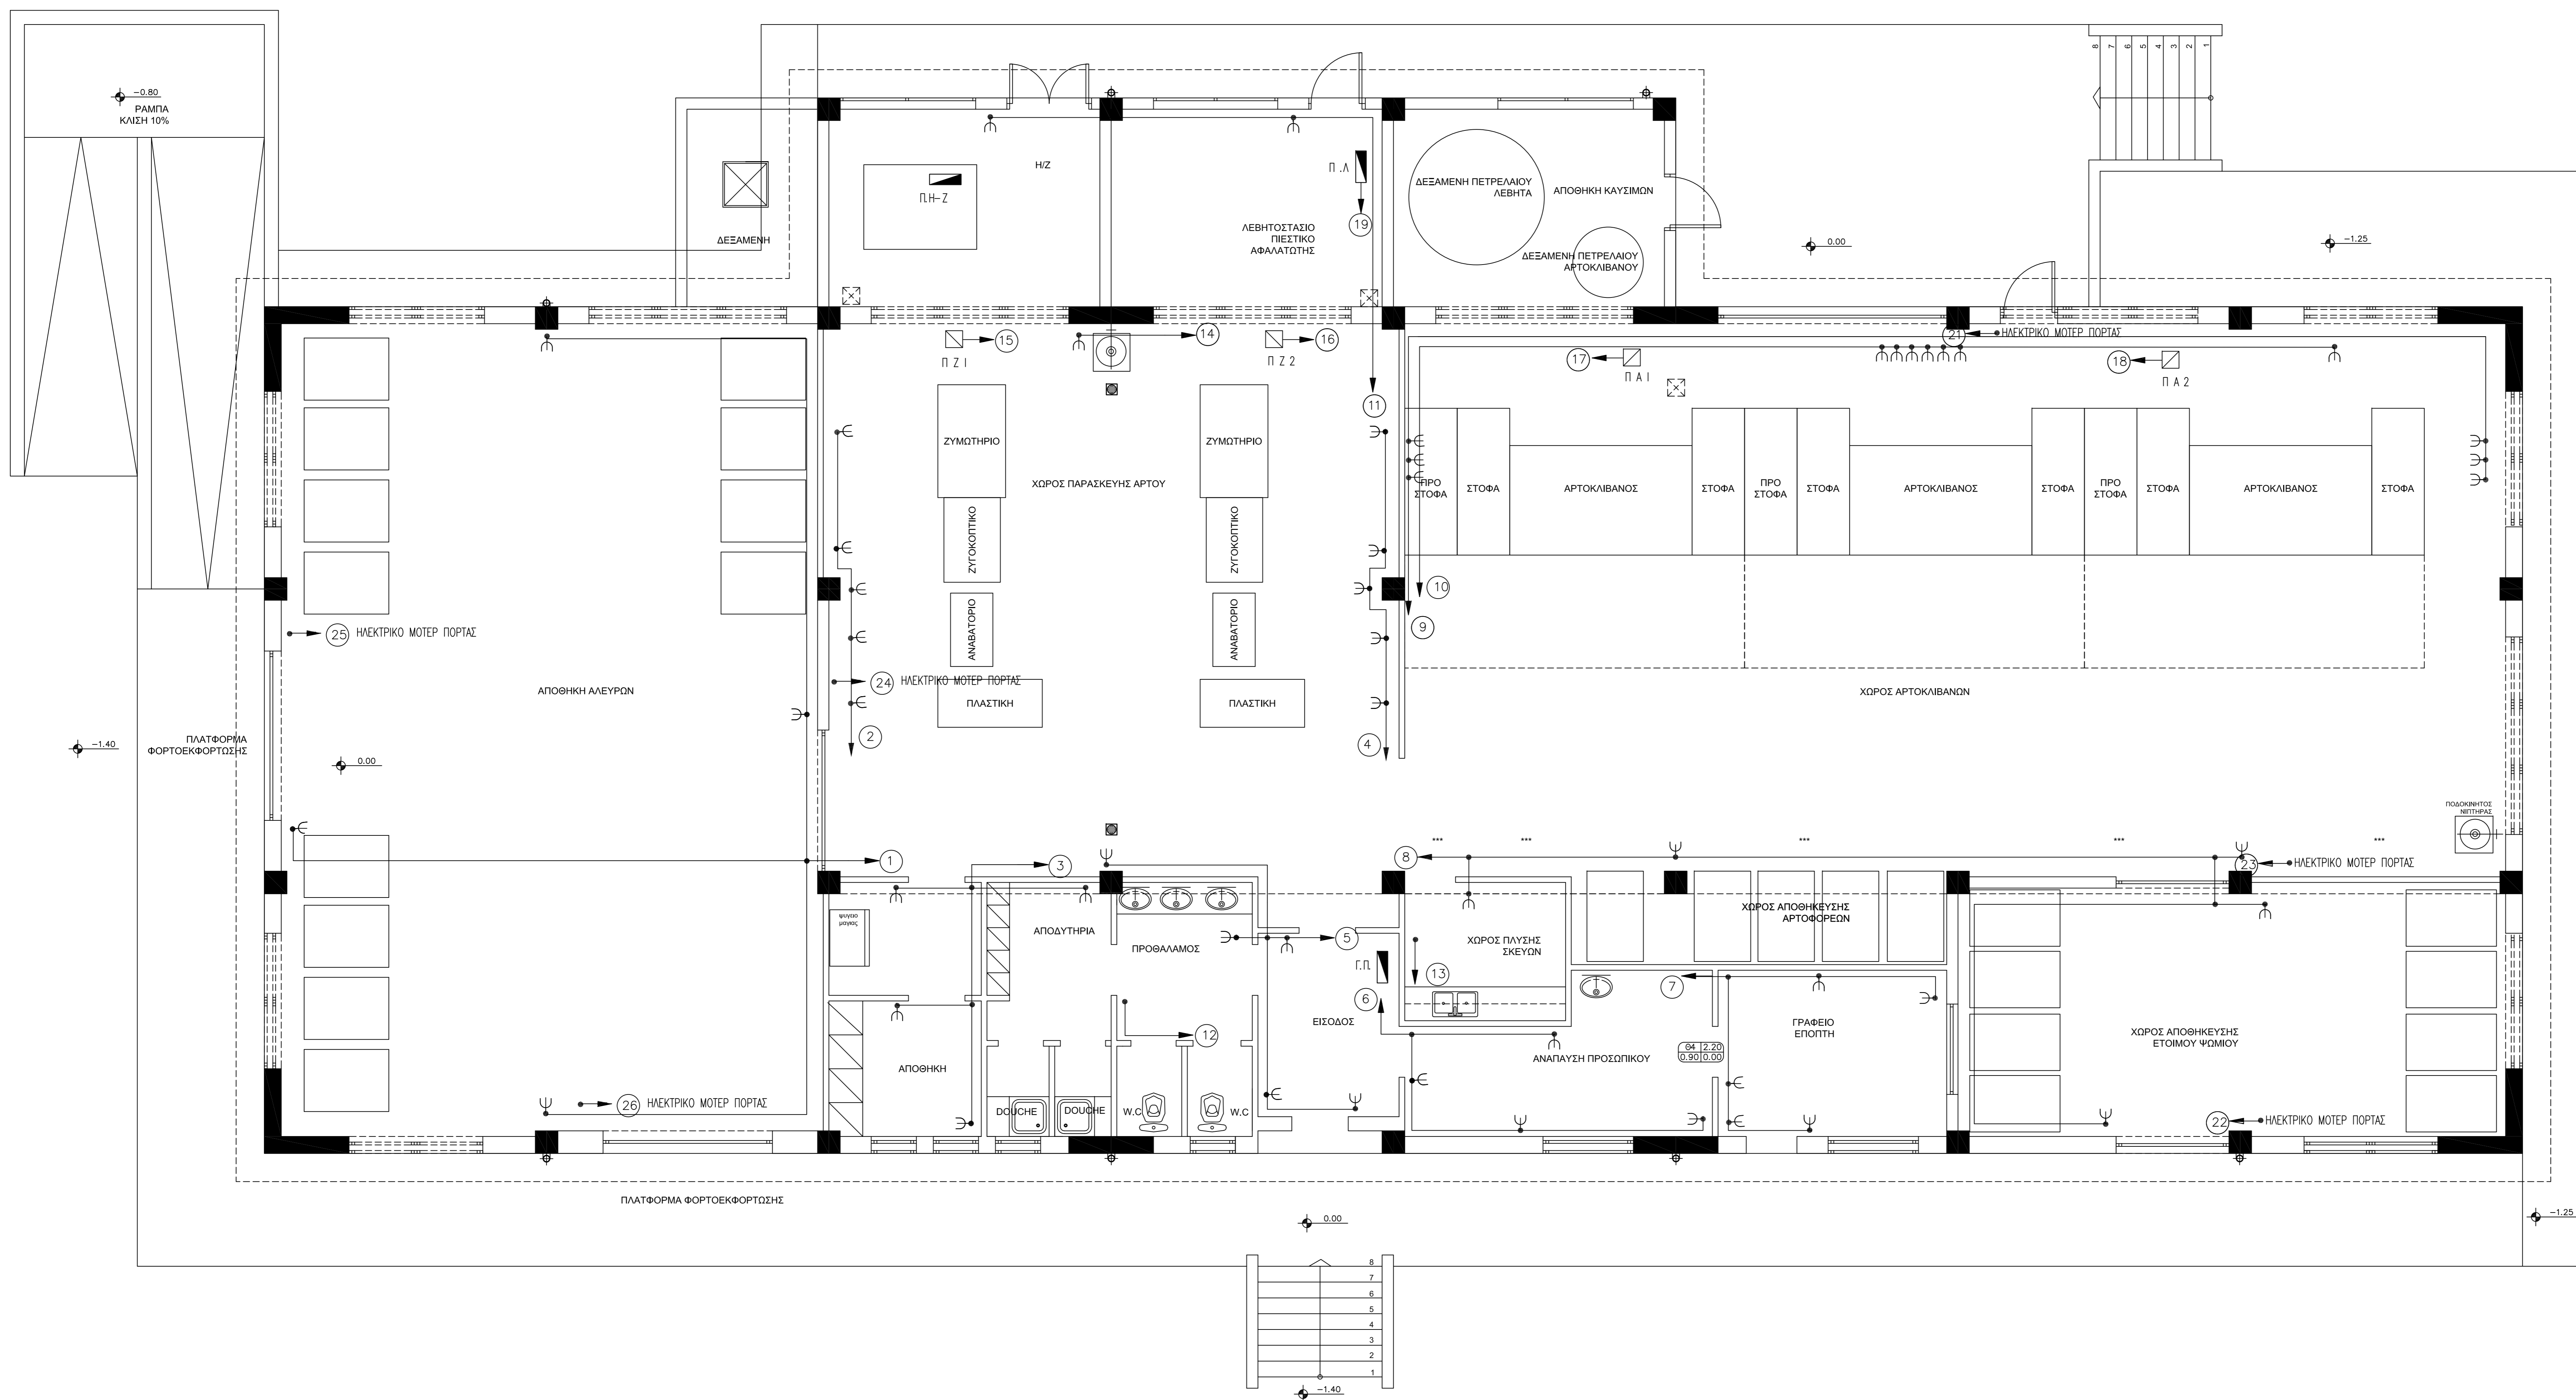 8
7
6
5
4
3
2
1
−0.80
ΡΑΜΠΑ
ΚΛΙΣΗ 10%
ΔΕΞΑΜΕΝΗ
Η/Ζ
Π.Η−Ζ
Π.Λ
19
ΛΕΒΗΤΟΣΤΑΣΙΟ
ΠΙΕΣΤΙΚΟ
ΑΦΑΛΑΤΩΤΗΣ
ΔΕΞΑΜΕΝΗ ΠΕΤΡΕΛΑΙΟΥ
ΛΕΒΗΤΑ
ΑΠΟΘΗΚΗ ΚΑΥΣΙΜΩΝ
ΔΕΞΑΜΕΝΗ ΠΕΤΡΕΛΑΙΟΥ
ΑΡΤΟΚΛΙΒΑΝΟΥ
0.00
−1.25
15
Π Ζ 1
14
16
Π Ζ 2
17
Π Α 1
21
ΗΛΕΚΤΡΙΚΟ ΜΟΤΕΡ ΠΟΡΤΑΣ
18
Π Α 2
11
ΖΥΜΩΤΗΡΙΟ
ΖΥΜΩΤΗΡΙΟ
ΧΩΡΟΣ ΠΑΡΑΣΚΕΥΗΣ ΑΡΤΟΥ
ΖΥΓΟΚΟΠΤΙΚΟ
ΖΥΓΟΚΟΠΤΙΚΟ
ΑΝΑΒΑΤΟΡΙΟ
ΑΝΑΒΑΤΟΡΙΟ
ΠΛΑΣΤΙΚΗ
ΠΛΑΣΤΙΚΗ
ΠΡΟ
ΣΤΟΦΑ
ΣΤΟΦΑ
ΑΡΤΟΚΛΙΒΑΝΟΣ
ΣΤΟΦΑ
ΠΡΟ
ΣΤΟΦΑ
ΣΤΟΦΑ
ΑΡΤΟΚΛΙΒΑΝΟΣ
ΣΤΟΦΑ
ΠΡΟ
ΣΤΟΦΑ
ΣΤΟΦΑ
ΑΡΤΟΚΛΙΒΑΝΟΣ
ΣΤΟΦΑ
10
9
25
ΗΛΕΚΤΡΙΚΟ ΜΟΤΕΡ ΠΟΡΤΑΣ
24
ΗΛΕΚΤΡΙΚΟ ΜΟΤΕΡ ΠΟΡΤΑΣ
ΑΠΟΘΗΚΗ ΑΛΕΥΡΩΝ
ΧΩΡΟΣ ΑΡΤΟΚΛΙΒΑΝΩΝ
2
4
−1.40
ΠΛΑΤΦΟΡΜΑ
ΦΟΡΤΟΕΚΦΟΡΤΩΣΗΣ
0.00
ΠΟΔΟΚΙΝΗΤΟΣ
ΝΙΠΤΗΡΑΣ
***
***
***
***
***
1
3
8
23
ΗΛΕΚΤΡΙΚΟ ΜΟΤΕΡ ΠΟΡΤΑΣ
ψυγειο
μαγιας
ΑΠΟΔΥΤΗΡΙΑ
ΠΡΟΘΑΛΑΜΟΣ
5
Γ.Π.
ΧΩΡΟΣ ΠΛΥΣΗΣ
ΣΚΕΥΩΝ
13
6
ΧΩΡΟΣ ΑΠΟΘΗΚΕΥΣΗΣ
ΑΡΤΟΦΟΡΕΩΝ
7
ΕΙΣΟΔΟΣ
12
ΑΠΟΘΗΚΗ
ΑΝΑΠΑΥΣΗ ΠΡΟΣΩΠΙΚΟΥ
Θ4 2.20
0.90 0.00
ΓΡΑΦΕΙΟ
ΕΠΟΠΤΗ
ΧΩΡΟΣ ΑΠΟΘΗΚΕΥΣΗΣ
ΕΤΟΙΜΟΥ ΨΩΜΙΟΥ
26
ΗΛΕΚΤΡΙΚΟ ΜΟΤΕΡ ΠΟΡΤΑΣ
DOUCHE
DOUCHE
W.C
W.C
22
ΗΛΕΚΤΡΙΚΟ ΜΟΤΕΡ ΠΟΡΤΑΣ
ΠΛΑΤΦΟΡΜΑ ΦΟΡΤΟΕΚΦΟΡΤΩΣΗΣ
0.00
−1.25
8
7
6
5
4
3
2
1
−1.40